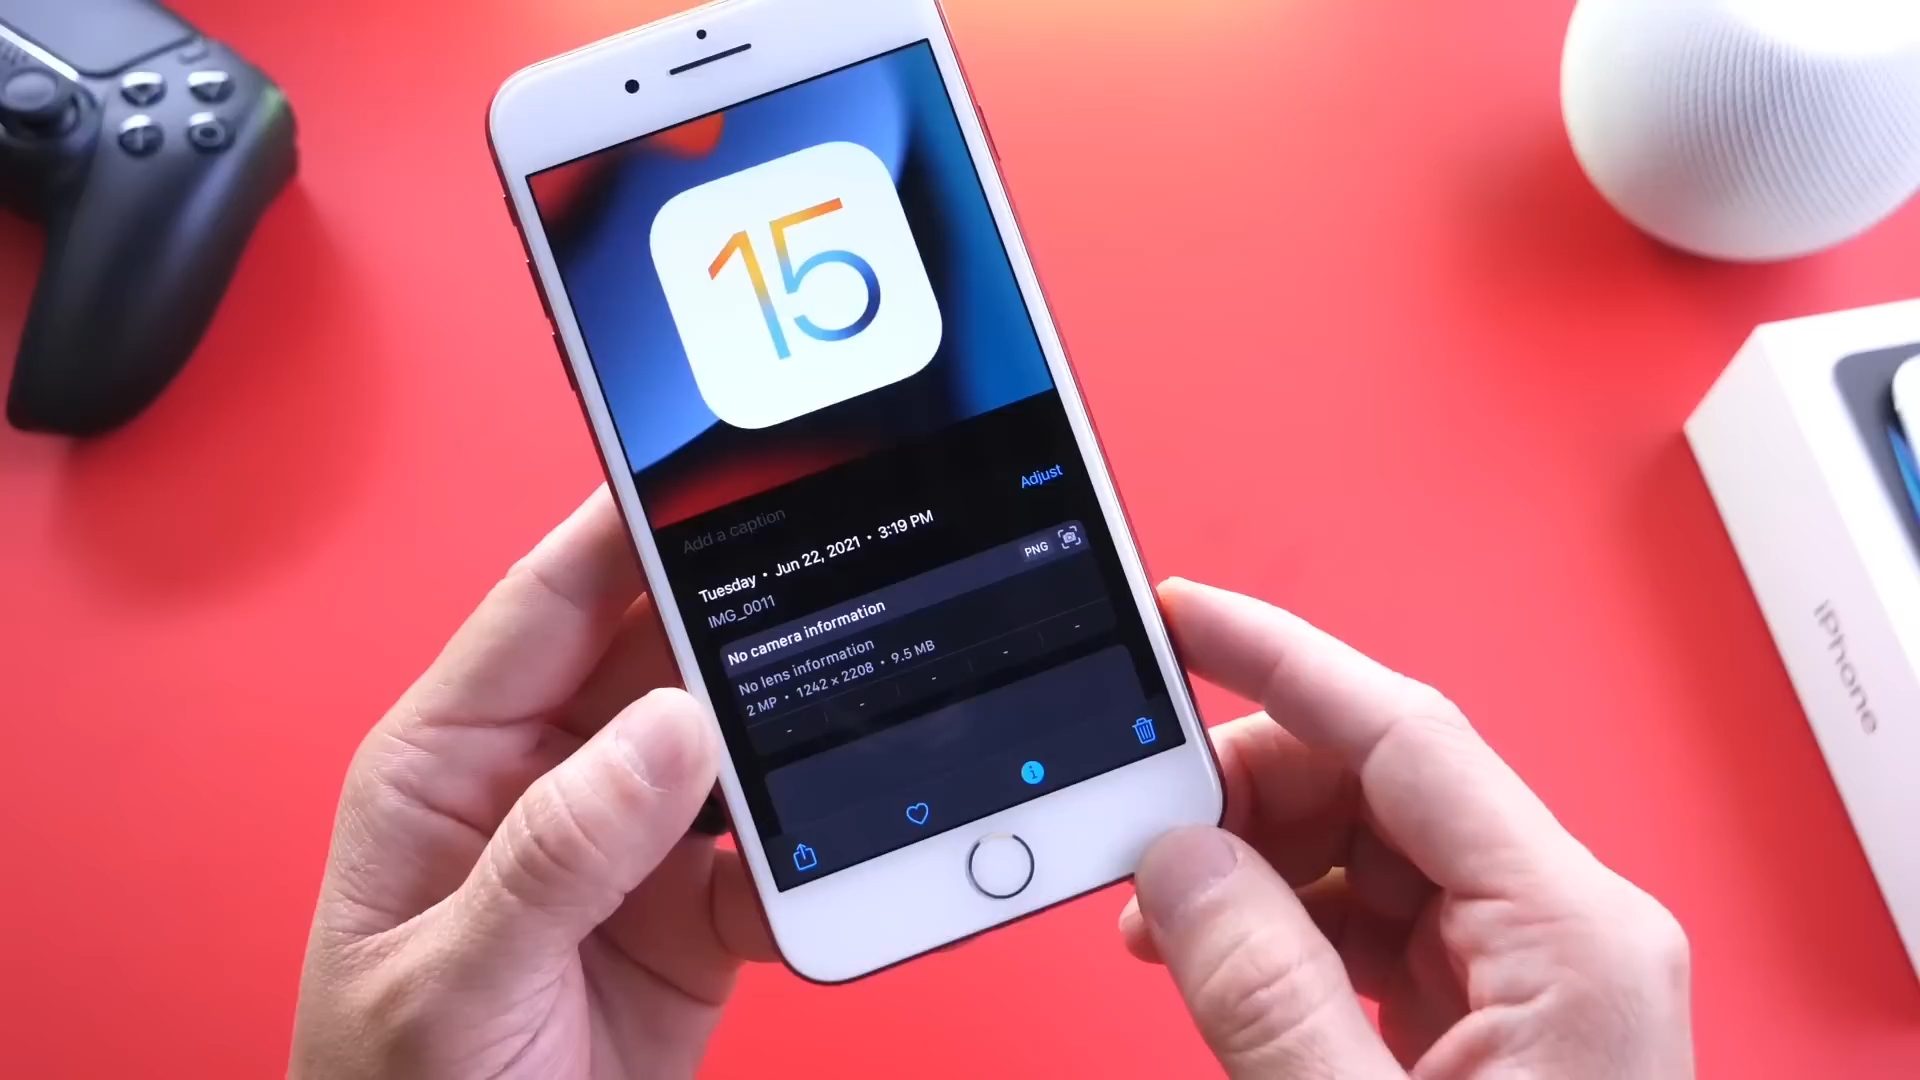 15
Adjust
Add a caption
Tuesday • Jun 22, 2021 • 3:19 PM
IMG_0011
No camera information
PNG
No lens information
2 MP • 1242 × 2208 • 9.5 MB
- - - - -
iPhone